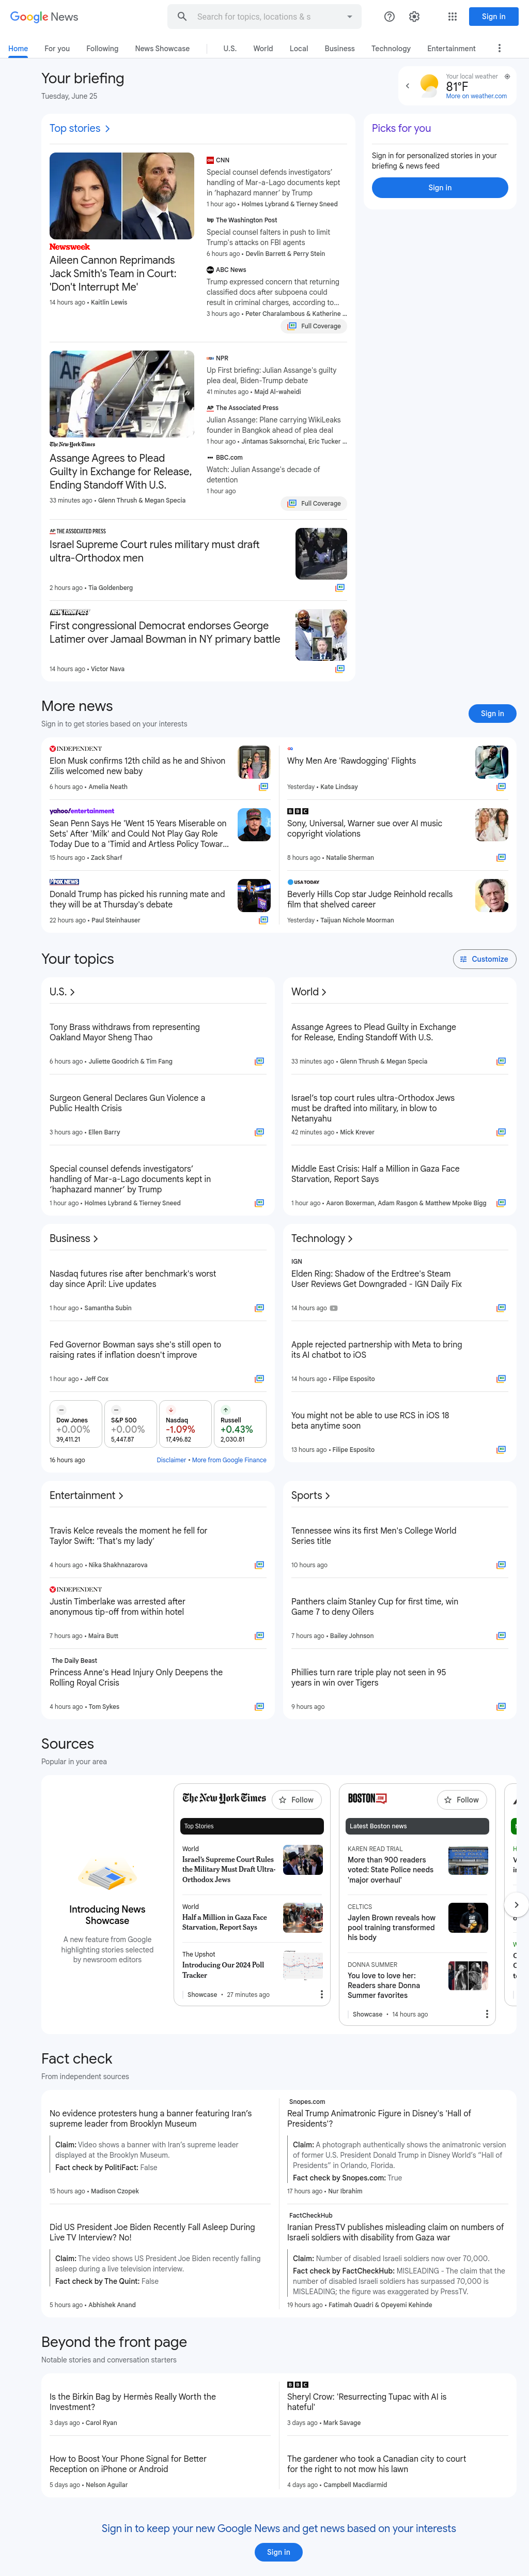 Google News
Search for topics, locations & s
Sign in
Home
For you
Following
News Showcase
U.S.
World
Local
Business
Technology
Entertainment
Your briefing
Tuesday, June 25
Your local weather
81°F
More on weather.com
Top stories
Newsweek
Aileen Cannon Reprimands
Jack Smith's Team in Court:
'Don't Interrupt Me'
14 hours ago • Kaitlin Lewis
CNN
Special counsel defends investigators'
handling of Mar-a-Lago documents kept
in 'haphazard manner' by Trump
1 hour ago • Holmes Lybrand & Tierney Sneed
The Washington Post
Special counsel falters in push to limit
Trump's attacks on FBI agents
6 hours ago • Devlin Barrett & Perry Stein
ABC News
Trump expressed concern that returning
classified docs after subpoena could
result in criminal charges, according to...
3 hours ago • Peter Charalambous & Katherine ...
Full Coverage
Picks for you
Sign in for personalized stories in your
briefing & news feed
Sign in
The New York Times
Assange Agrees to Plead
Guilty in Exchange for Release,
Ending Standoff With U.S.
33 minutes ago • Glenn Thrush & Megan Specia
NPR
Up First briefing: Julian Assange's guilty
plea deal, Biden-Trump debate
41 minutes ago • Majd Al-waheidi
The Associated Press
Julian Assange: Plane carrying WikiLeaks
founder in Bangkok ahead of plea deal
1 hour ago • Jintamas Saksornchai, Eric Tucker ...
BBC.com
Watch: Julian Assange's decade of
detention
1 hour ago
Full Coverage
AP THE ASSOCIATED PRESS
Israel Supreme Court rules military must draft
ultra-Orthodox men
2 hours ago • Tia Goldenberg
NEW YORK POST
First congressional Democrat endorses George
Latimer over Jamaal Bowman in NY primary battle
14 hours ago • Victor Nava
More news
Sign in to get stories based on your interests
Sign in
INDEPENDENT
Elon Musk confirms 12th child as he and Shivon
Zilis welcomed new baby
6 hours ago • Amelia Neath
Why Men Are 'Rawdogging' Flights
Yesterday • Kate Lindsay
yahoo!entertainment
Sean Penn Says He 'Went 15 Years Miserable on
Sets' After 'Milk' and Could Not Play Gay Role
Today Due to a 'Timid and Artless Policy Towar...
15 hours ago • Zack Sharf
BBC
Sony, Universal, Warner sue over AI music
copyright violations
8 hours ago • Natalie Sherman
FOX NEWS
Donald Trump has picked his running mate and
they will be at Thursday's debate
22 hours ago • Paul Steinhauser
USA TODAY
Beverly Hills Cop star Judge Reinhold recalls
film that shelved career
Yesterday • Taijuan Nichole Moorman
Your topics
Customize
U.S.
Tony Brass withdraws from representing
Oakland Mayor Sheng Thao
6 hours ago • Juliette Goodrich & Tim Fang
Surgeon General Declares Gun Violence a
Public Health Crisis
3 hours ago • Ellen Barry
Special counsel defends investigators'
handling of Mar-a-Lago documents kept in
'haphazard manner' by Trump
1 hour ago • Holmes Lybrand & Tierney Sneed
World
Assange Agrees to Plead Guilty in Exchange
for Release, Ending Standoff With U.S.
33 minutes ago • Glenn Thrush & Megan Specia
Israel's top court rules ultra-Orthodox Jews
must be drafted into military, in blow to
Netanyahu
42 minutes ago • Mick Krever
Middle East Crisis: Half a Million in Gaza Face
Starvation, Report Says
1 hour ago • Aaron Boxerman, Adam Rasgon & Matthew Mpoke Bigg
Business
Nasdaq futures rise after benchmark's worst
day since April: Live updates
1 hour ago • Samantha Subin
Fed Governor Bowman says she's still open to
raising rates if inflation doesn't improve
1 hour ago • Jeff Cox
Dow Jones
+0.00%
39,411.21
S&P 500
+0.00%
5,447.87
Nasdaq
-1.09%
17,496.82
Russell
+0.43%
2,030.81
16 hours ago
Disclaimer • More from Google Finance
Technology
IGN
Elden Ring: Shadow of the Erdtree's Steam
User Reviews Get Downgraded - IGN Daily Fix
14 hours ago
Apple rejected partnership with Meta to bring
its AI chatbot to iOS
14 hours ago • Filipe Esposito
You might not be able to use RCS in iOS 18
beta anytime soon
13 hours ago • Filipe Esposito
Entertainment
Travis Kelce reveals the moment he fell for
Taylor Swift: 'That's my lady'
4 hours ago • Nika Shakhnazarova
INDEPENDENT
Justin Timberlake was arrested after
anonymous tip-off from within hotel
7 hours ago • Maira Butt
The Daily Beast
Princess Anne's Head Injury Only Deepens the
Rolling Royal Crisis
4 hours ago • Tom Sykes
Sports
Tennessee wins its first Men's College World
Series title
10 hours ago
Panthers claim Stanley Cup for first time, win
Game 7 to deny Oilers
7 hours ago • Bailey Johnson
Phillies turn rare triple play not seen in 95
years in win over Tigers
9 hours ago
Sources
Popular in your area
Introducing News
Showcase
A new feature from Google
highlighting stories selected
by newsroom editors
The New York Times
Follow
Top Stories
World
Israel's Supreme Court Rules
the Military Must Draft Ultra-
Orthodox Jews
World
Half a Million in Gaza Face
Starvation, Report Says
The Upshot
Introducing Our 2024 Poll
Tracker
Showcase • 27 minutes ago
BOSTON.COM
Follow
Latest Boston news
KAREN READ TRIAL
More than 900 readers
voted: State Police needs
'major overhaul'
CELTICS
Jaylen Brown reveals how
pool training transformed
his body
DONNA SUMMER
You love to love her:
Readers share Donna
Summer favorites
Showcase • 14 hours ago
Fact check
From independent sources
No evidence protesters hung a banner featuring Iran's
supreme leader from Brooklyn Museum
Claim: Video shows a banner with Iran's supreme leader
displayed at the Brooklyn Museum.
Fact check by PolitiFact: False
15 hours ago • Madison Czopek
Snopes.com
Real Trump Animatronic Figure in Disney's 'Hall of
Presidents'?
Claim: A photograph authentically shows the animatronic version
of former U.S. President Donald Trump in Disney World's "Hall of
Presidents" in Orlando, Florida.
Fact check by Snopes.com: True
17 hours ago • Nur Ibrahim
Did US President Joe Biden Recently Fall Asleep During
Live TV Interview? No!
Claim: The video shows US President Joe Biden recently falling
asleep during a live television interview.
Fact check by The Quint: False
5 hours ago • Abhishek Anand
FactCheckHub
Iranian PressTV publishes misleading claim on numbers of
Israeli soldiers with disability from Gaza war
Claim: Number of disabled Israeli soldiers now over 70,000.
Fact check by FactCheckHub: MISLEADING - The claim that the
number of disabled Israeli soldiers has surpassed 70,000 is
MISLEADING; the figure was exaggerated by PressTV.
19 hours ago • Fatimah Quadri & Opeyemi Kehinde
Beyond the front page
Notable stories and conversation starters
Is the Birkin Bag by Hermès Really Worth the
Investment?
3 days ago • Carol Ryan
BBC
Sheryl Crow: 'Resurrecting Tupac with AI is
hateful'
3 days ago • Mark Savage
How to Boost Your Phone Signal for Better
Reception on iPhone or Android
5 days ago • Nelson Aguilar
The gardener who took a Canadian city to court
for the right to not mow his lawn
4 days ago • Campbell Macdiarmid
Sign in to keep your new Google News and get news based on your interests
Sign in